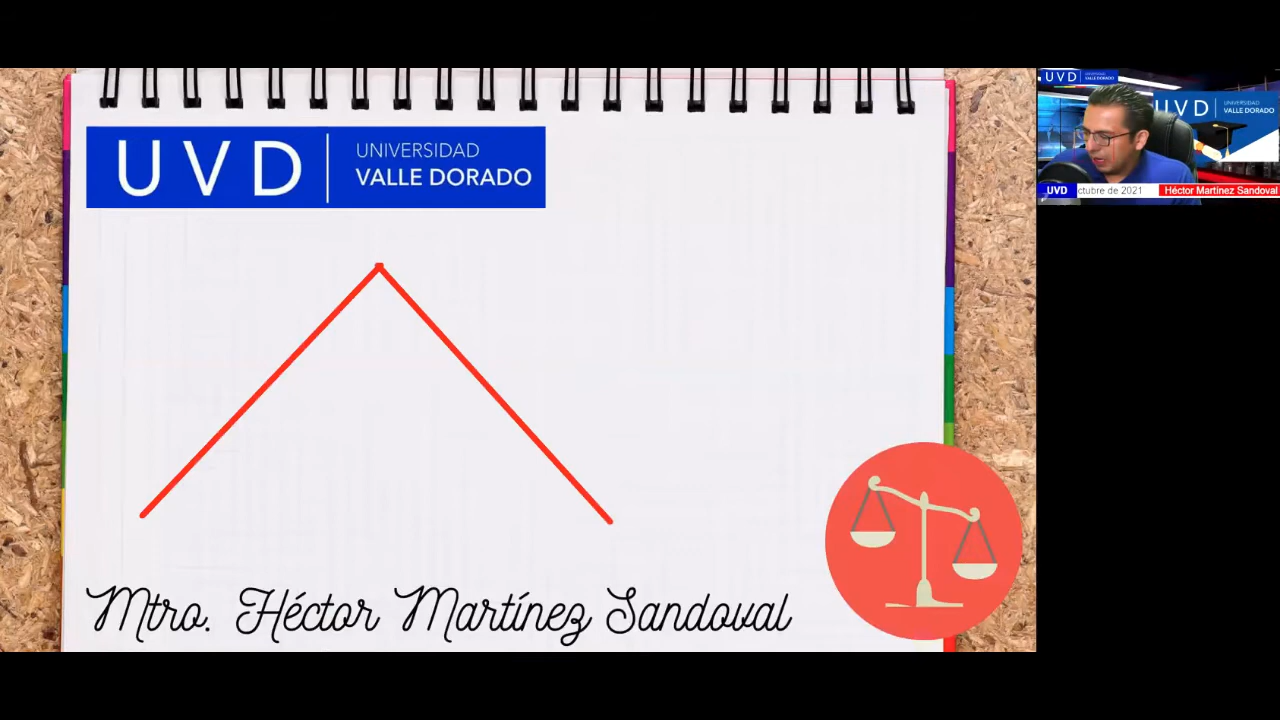 UVD UNIVERSIDAD
VALLE DORADO
Mtro. Héctor Martínez Sandoval
UVD
UVD UNIVERSIDAD
VALLE DORADO
UVD ctubre de 2021 Héctor Martínez Sandoval